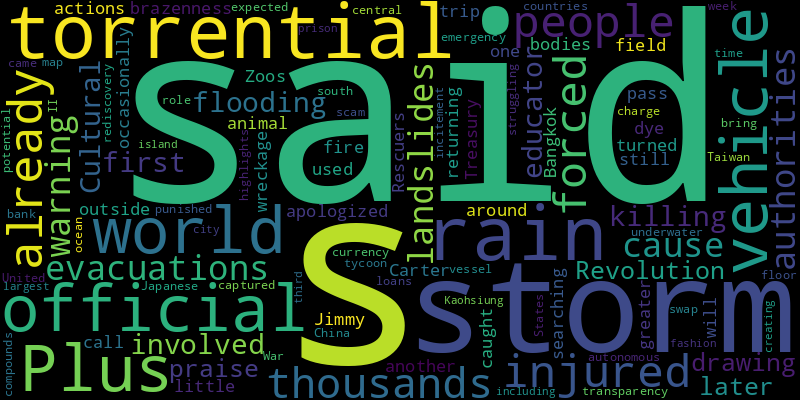 actions brazenness expected central trip countries week
torrential prison emergency people
came map occasionally Zoos said one bodies field time
already Cultural rediscovery II role flooding south landslides returning incitement Treasury struggling educator Bangkok forced pass vehicle authorities
potential warning animal island scam fire used Rescuers charge bring dye turned still Taiwan
first highlights wreckage
outside punished apologized around killing
bank ocean city world rain underwater cause
United evacuations currency tycoon loans Carter vessel Revolution floor
largest Japanese captured third s storm Kaohsiung States searching greater swap will
official Jimmy China creating
compounds call involved War caught fashion
Plus praise another injured autonomous drawing
little thousands including transparency later